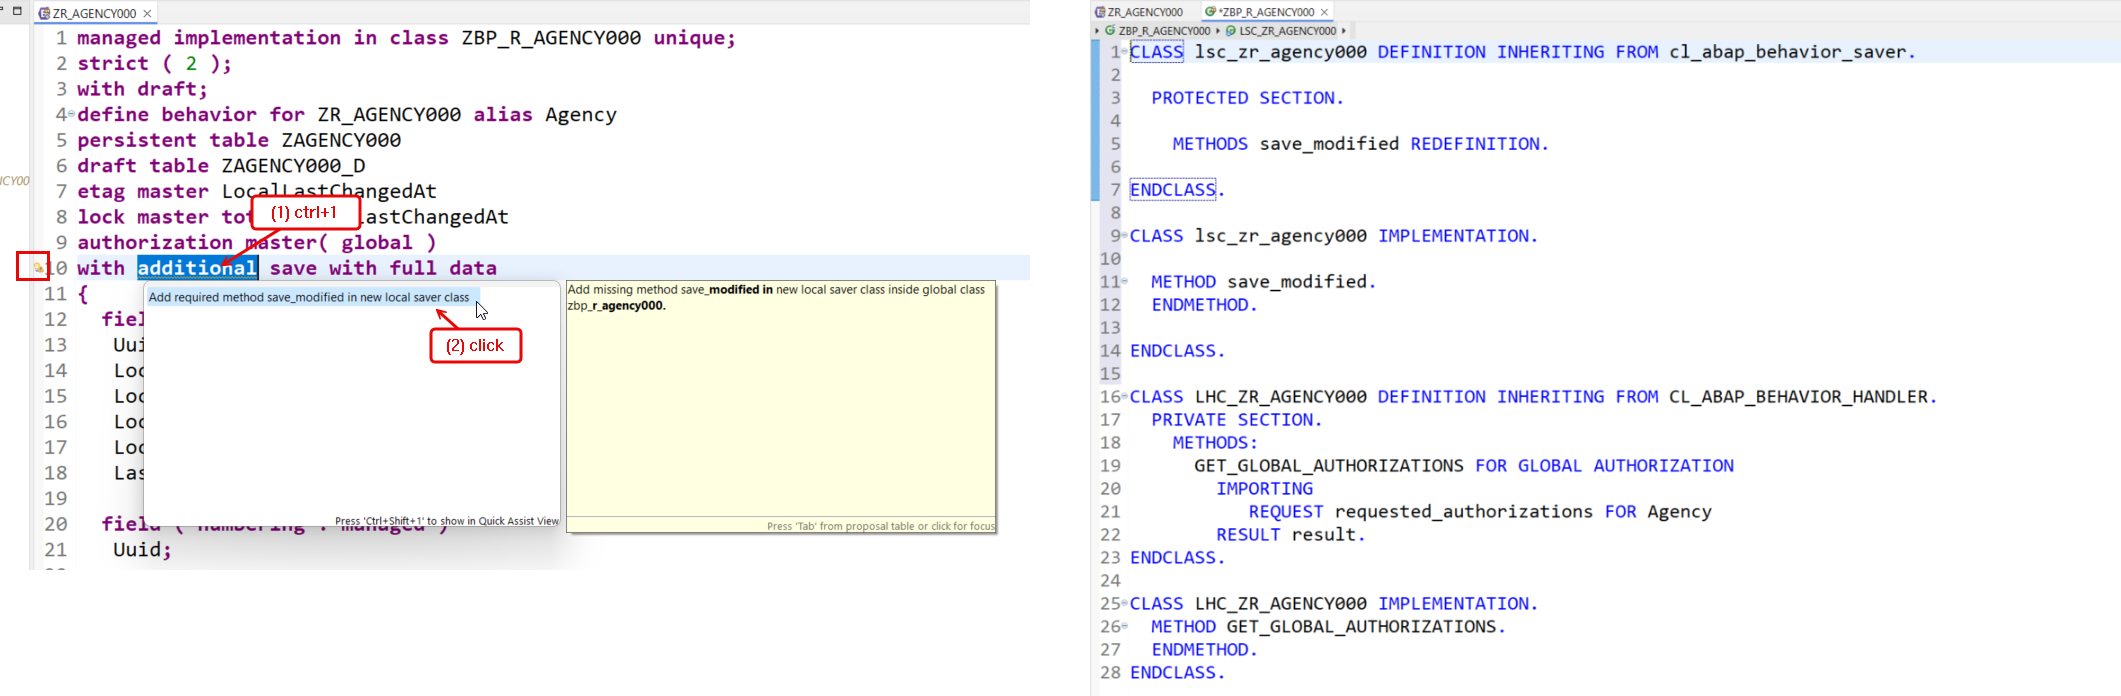 ZR_AGENCY000
1 managed implementation in class ZBP_R_AGENCY000 unique;
2 strict ( 2 );
3 with draft;
4 define behavior for ZR_AGENCY000 alias Agency
5 persistent table ZAGENCY000
6 draft table ZAGENCY000_D
7 etag master LocalLastChangedAt
8 lock master tot LastChangedAt
(1) ctrl+1
9 authorization master( global )
10 with additional save with full data
11 {
12 fiel
13 Uui
14 Loc
15 Loc
16 Loc
17 Loc
18 Las
19
20 field ( numbering : managed )
21 Uuid;
Add required method save_modified in new local saver class
(2) click
Press 'Ctrl+Shift+1' to show in Quick Assist View
Add missing method save_modified in new local saver class inside global class
zbp_r_agency000.
Press 'Tab' from proposal table or click for focus
NCY00
ZR_AGENCY000 *ZBP_R_AGENCY000
ZBP_R_AGENCY000 LSC_ZR_AGENCY000
1 CLASS lsc_zr_agency000 DEFINITION INHERITING FROM cl_abap_behavior_saver.
2
3 PROTECTED SECTION.
4
5 METHODS save_modified REDEFINITION.
6
7 ENDCLASS.
8
9 CLASS lsc_zr_agency000 IMPLEMENTATION.
10
11 METHOD save_modified.
12 ENDMETHOD.
13
14 ENDCLASS.
15
16 CLASS LHC_ZR_AGENCY000 DEFINITION INHERITING FROM CL_ABAP_BEHAVIOR_HANDLER.
17 PRIVATE SECTION.
18 METHODS:
19 GET_GLOBAL_AUTHORIZATIONS FOR GLOBAL AUTHORIZATION
20 IMPORTING
21 REQUEST requested_authorizations FOR Agency
22 RESULT result.
23 ENDCLASS.
24
25 CLASS LHC_ZR_AGENCY000 IMPLEMENTATION.
26 METHOD GET_GLOBAL_AUTHORIZATIONS.
27 ENDMETHOD.
28 ENDCLASS.